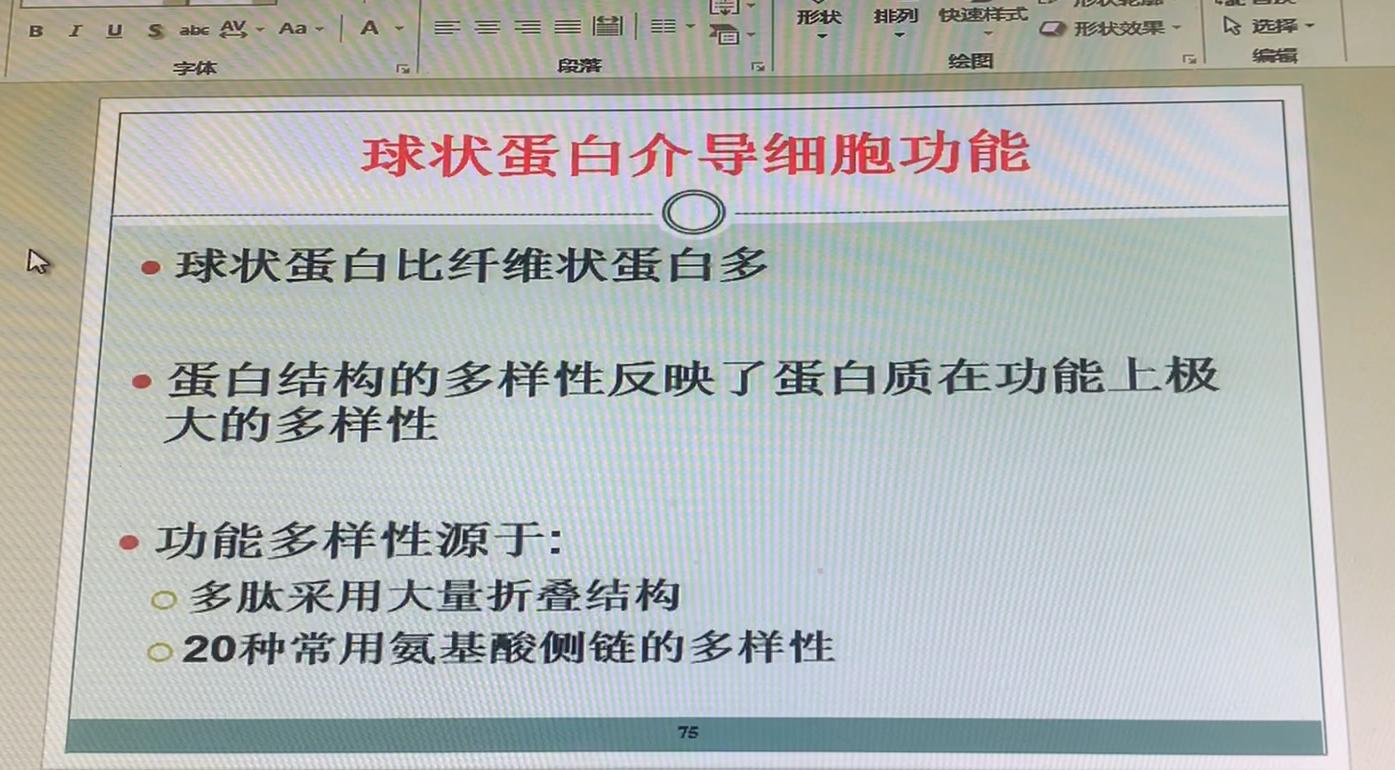 B I U S abc AV Aa A
形状 排列 快速样式
形状效果 选择
字体 段落 绘图 编辑
球状蛋白介导细胞功能
球状蛋白比纤维状蛋白多
蛋白结构的多样性反映了蛋白质在功能上极
大的多样性
功能多样性源于:
多肽采用大量折叠结构
20种常用氨基酸侧链的多样性
75